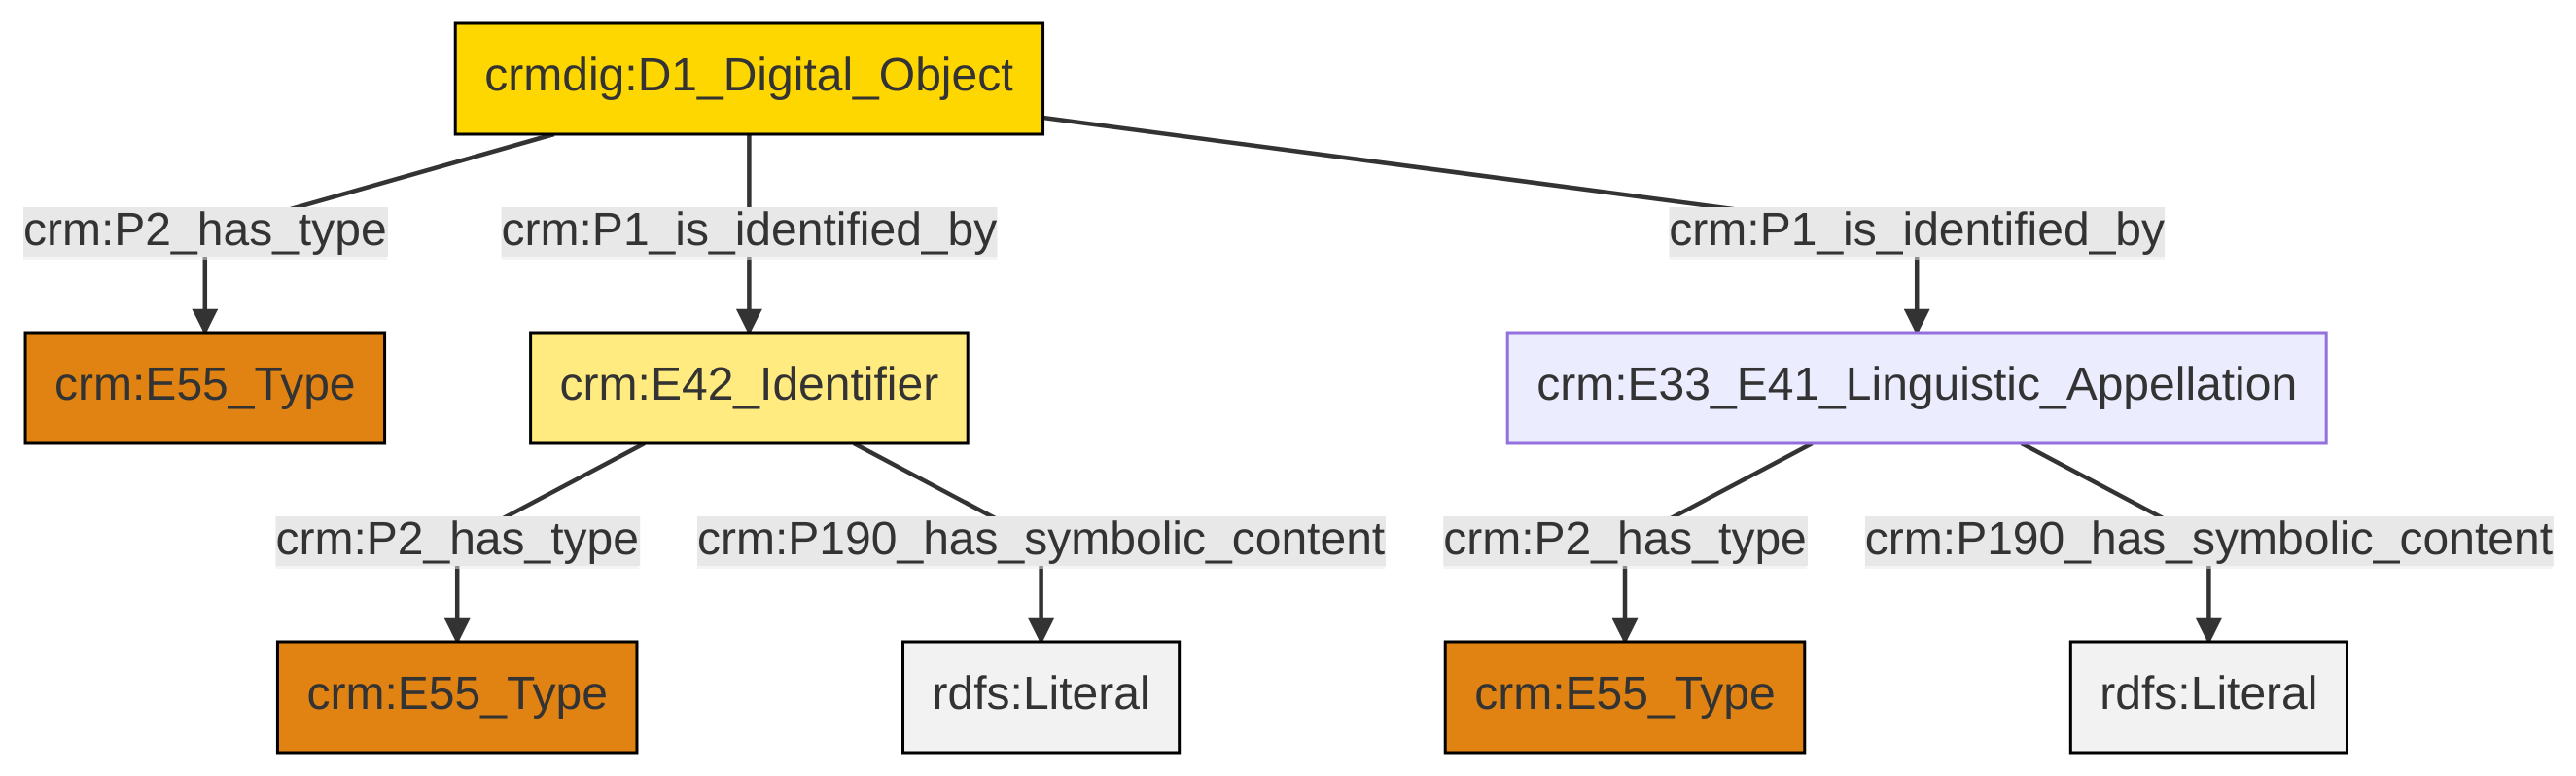 crmdig:D1_Digital_Object
crm:P2_has_type
crm:P1_is_identified_by
crm:P1_is_identified_by
crm:E55_Type
crm:E42_Identifier
crm:E33_E41_Linguistic_Appellation
crm:P2_has_type
crm:P190_has_symbolic_content
crm:P2_has_type
crm:P190_has_symbolic_content
crm:E55_Type
rdfs:Literal
crm:E55_Type
rdfs:Literal